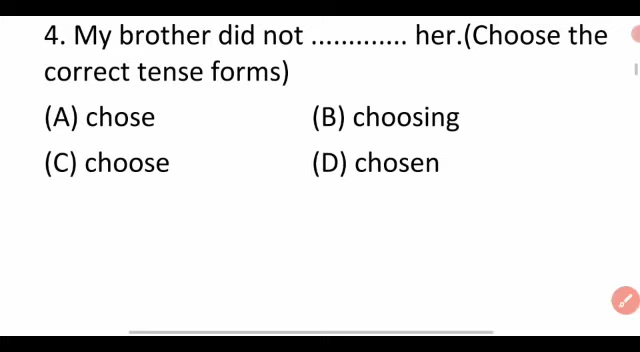 4. My brother did not ............. her.(Choose the
correct tense forms)
(A) chose (B) choosing
(C) choose (D) chosen